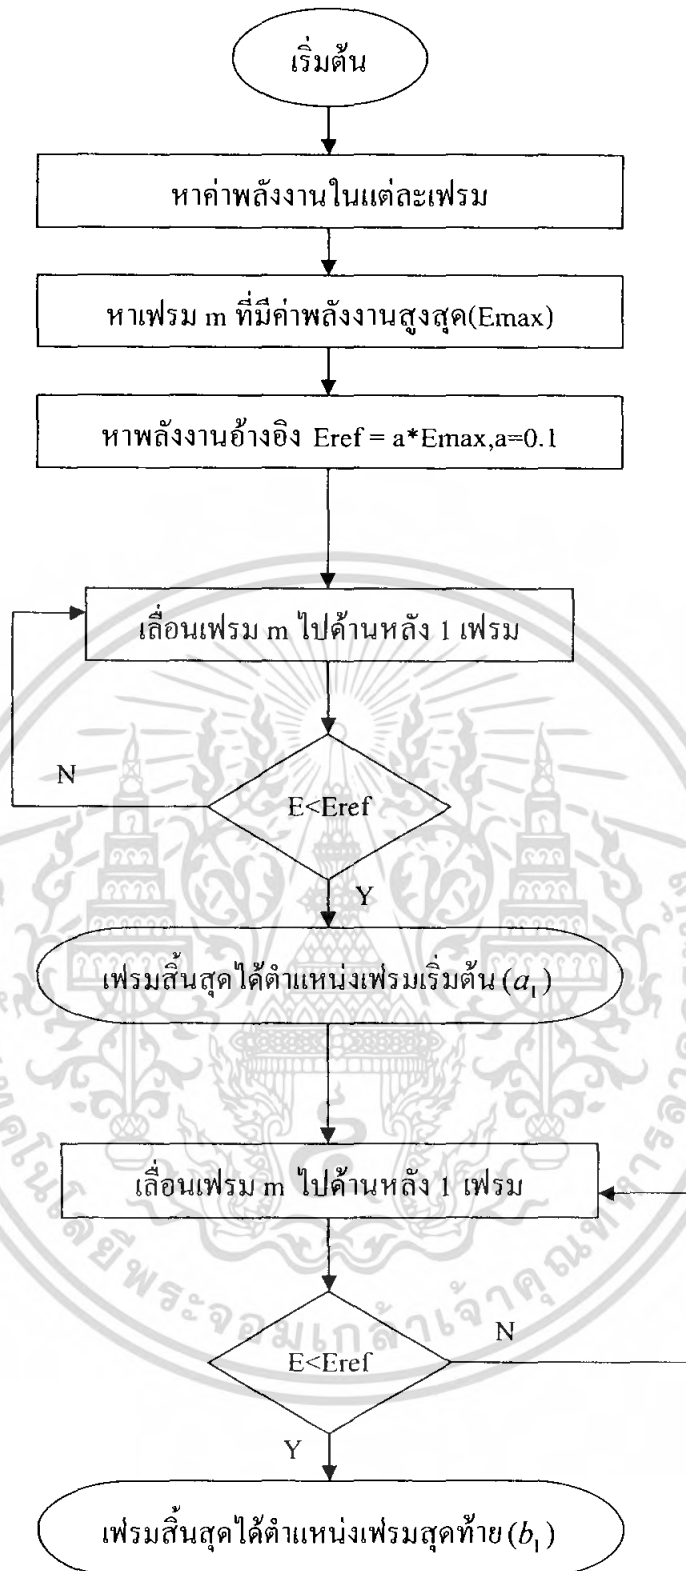 เริ่มต้น
หาค่าพลังงานในแต่ละเฟรม
หาเฟรม m ที่มีค่าพลังงานสูงสุด(Emax)
หาพลังงานอ้างอิง Eref = a*Emax,a=0.1
เลื่อนเฟรม m ไปด้านหลัง 1 เฟรม
N
E<Eref
Y
เฟรมสิ้นสุดได้ตำแหน่งเฟรมเริ่มต้น (a₁)
เลื่อนเฟรม m ไปด้านหลัง 1 เฟรม
E<Eref
N
Y
เฟรมสิ้นสุดได้ตำแหน่งเฟรมสุดท้าย (b₁)